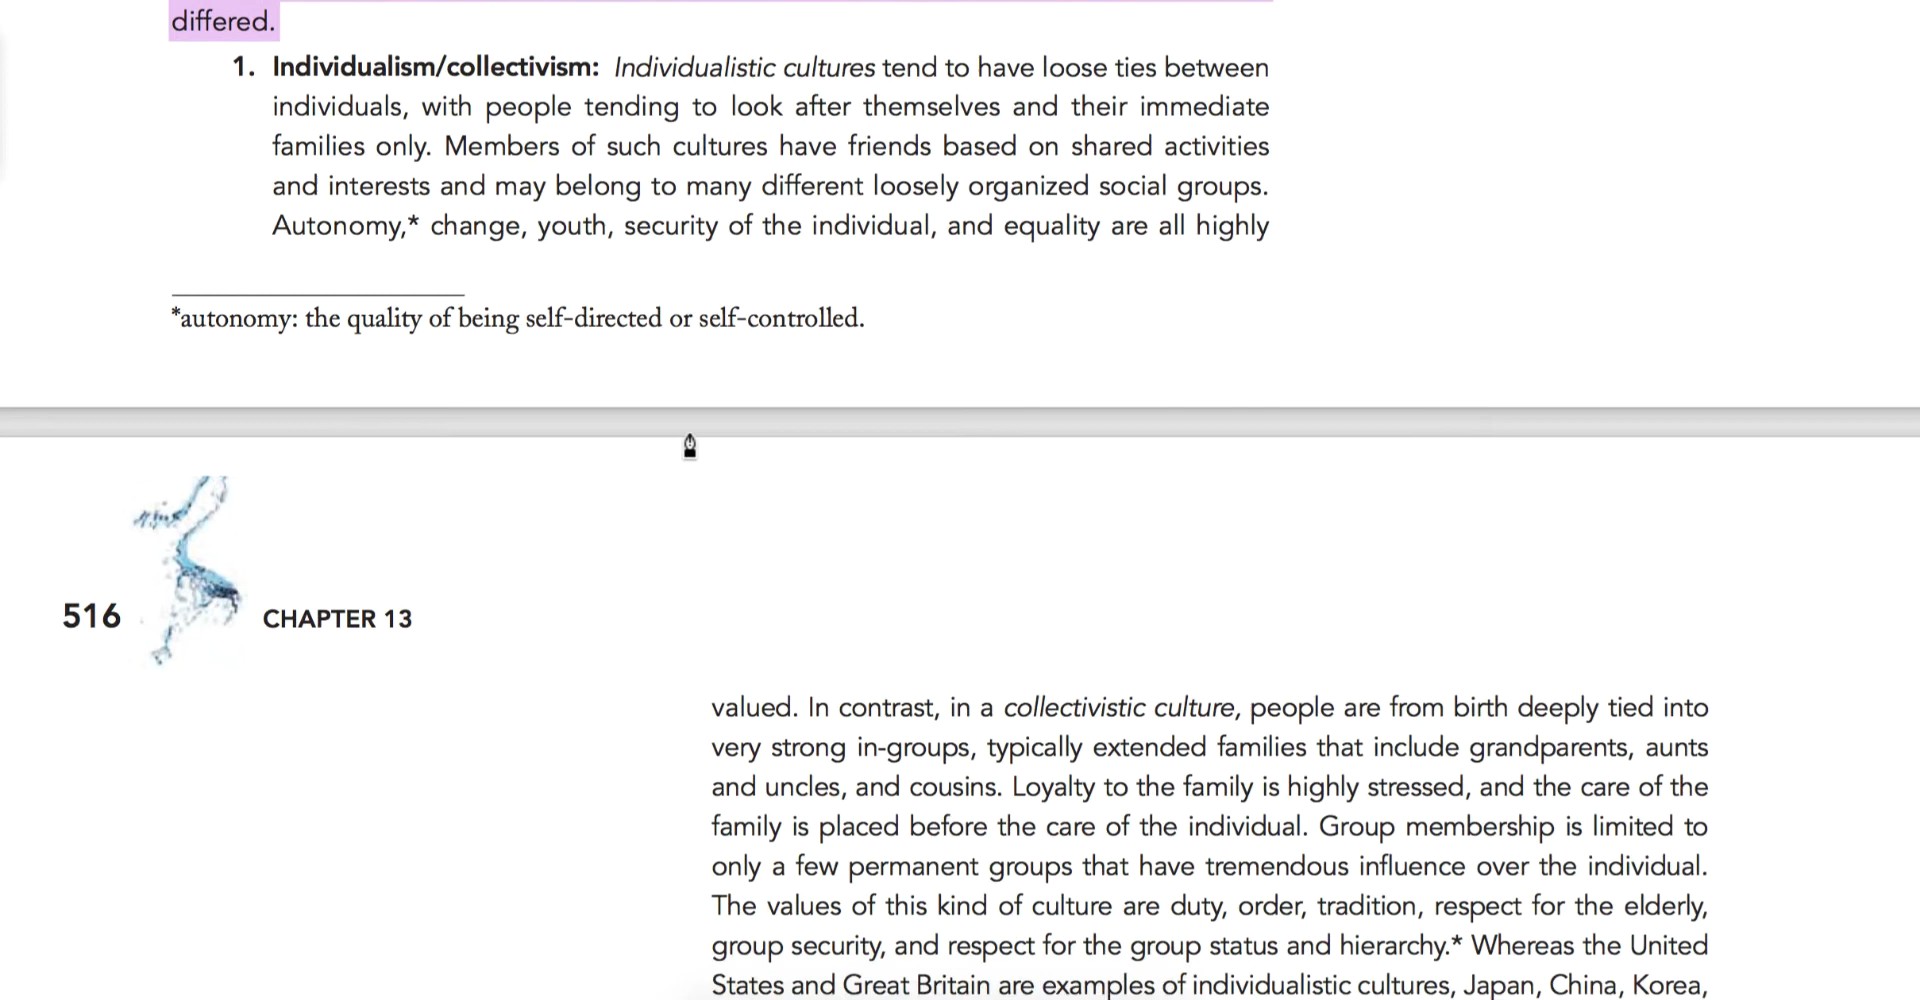 differed.
1. Individualism/collectivism: Individualistic cultures tend to have loose ties between
individuals, with people tending to look after themselves and their immediate
families only. Members of such cultures have friends based on shared activities
and interests and may belong to many different loosely organized social groups.
Autonomy,* change, youth, security of the individual, and equality are all highly
*autonomy: the quality of being self-directed or self-controlled.
516 CHAPTER 13
valued. In contrast, in a collectivistic culture, people are from birth deeply tied into
very strong in-groups, typically extended families that include grandparents, aunts
and uncles, and cousins. Loyalty to the family is highly stressed, and the care of the
family is placed before the care of the individual. Group membership is limited to
only a few permanent groups that have tremendous influence over the individual.
The values of this kind of culture are duty, order, tradition, respect for the elderly,
group security, and respect for the group status and hierarchy.* Whereas the United
States and Great Britain are examples of individualistic cultures, Japan, China, Korea,